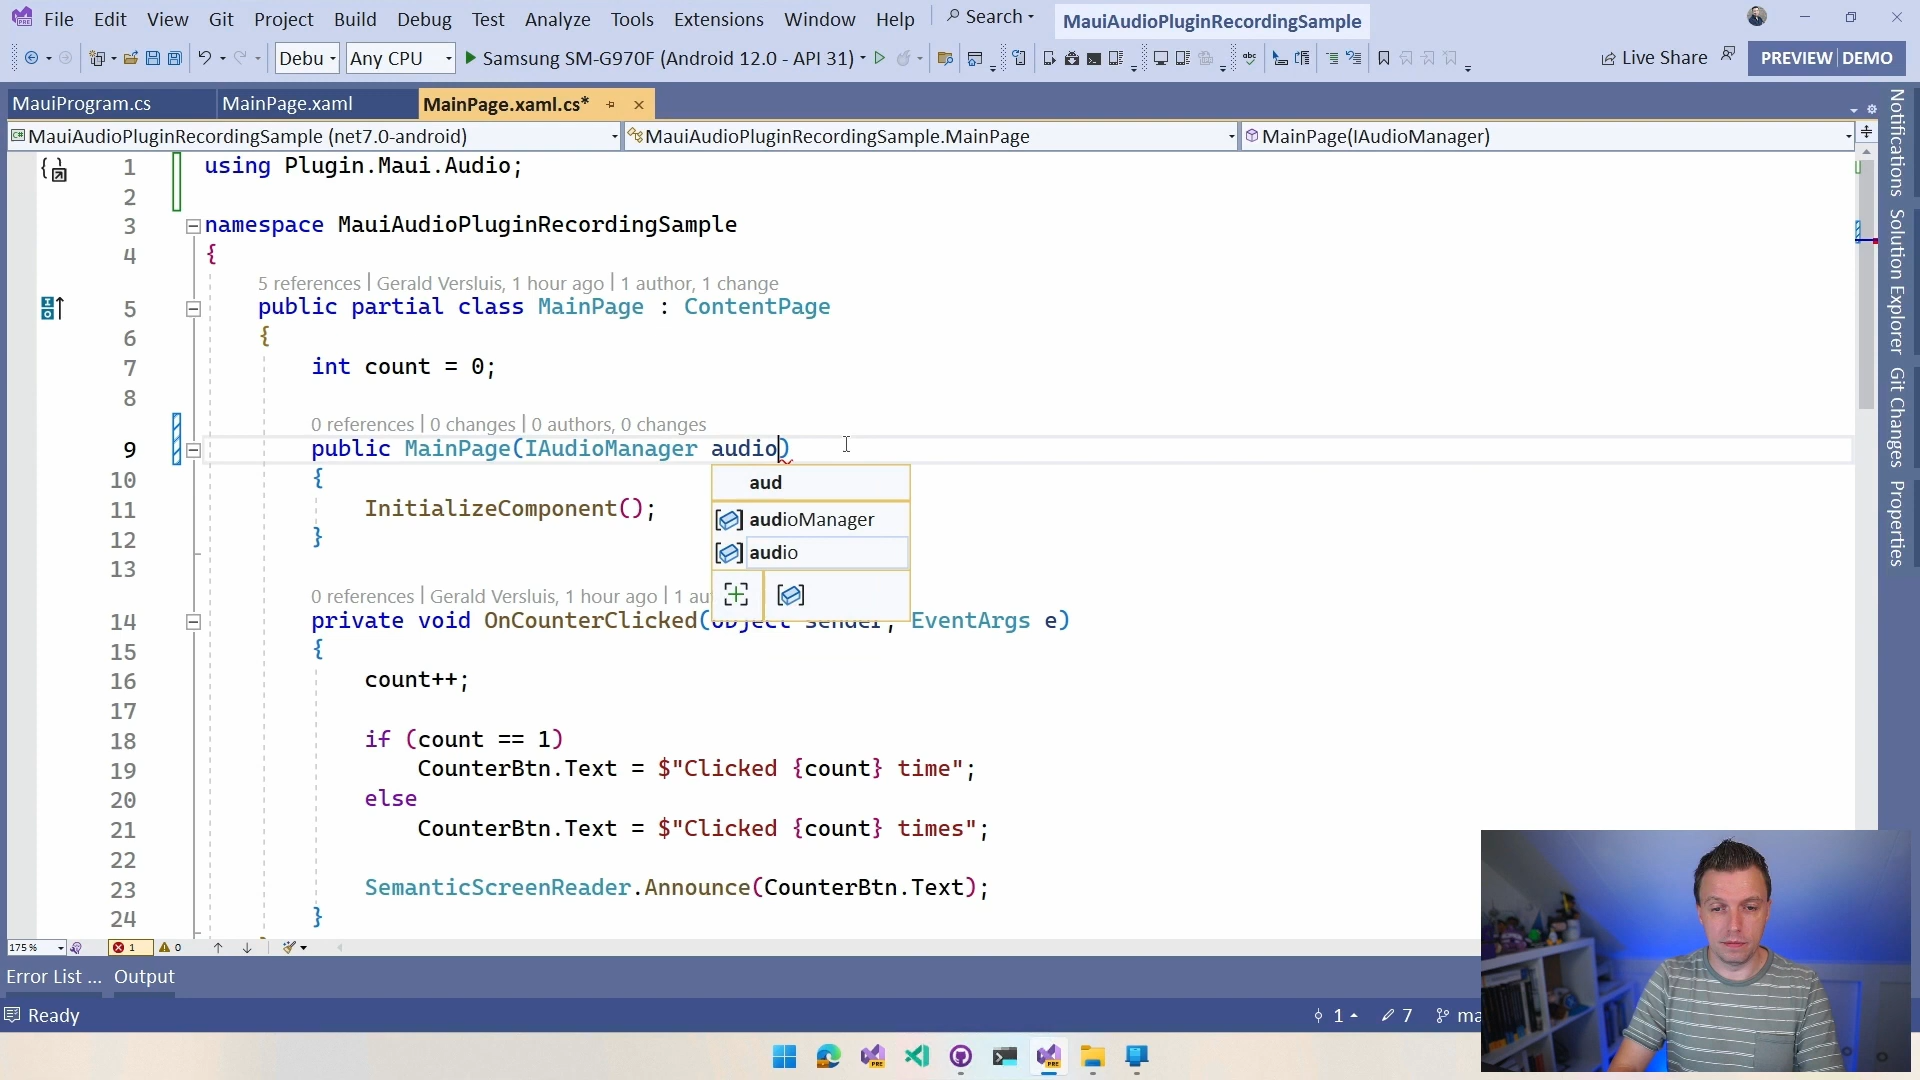 File Edit View Git Project Build Debug Test Analyze Tools Extensions Window Help Search MauiAudioPluginRecordingSample
Debu Any CPU Samsung SM-G970F (Android 12.0 - API 31) Live Share PREVIEW DEMO
MauiProgram.cs MainPage.xaml MainPage.xaml.cs*
MauiAudioPluginRecordingSample (net7.0-android) MauiAudioPluginRecordingSample.MainPage MainPage(IAudioManager)
1 using Plugin.Maui.Audio;
2
3 namespace MauiAudioPluginRecordingSample
4 {
5 references | Gerald Versluis, 1 hour ago | 1 author, 1 change
5 public partial class MainPage : ContentPage
6 {
7 int count = 0;
8
0 references | 0 changes | 0 authors, 0 changes
9 public MainPage(IAudioManager audio)
10 {
11 InitializeComponent();
12 }
13
aud
audioManager
audio
0 references | Gerald Versluis, 1 hour ago | 1 au
14 private void OnCounterClicked(object sender, EventArgs e)
15 {
16 count++;
17
18 if (count == 1)
19 CounterBtn.Text = $"Clicked {count} time";
20 else
21 CounterBtn.Text = $"Clicked {count} times";
22
23 SemanticScreenReader.Announce(CounterBtn.Text);
24 }
175 % 1 0
Error List ... Output
Ready 1 7 ma
Notifications
Solution Explorer
Git Changes
Properties